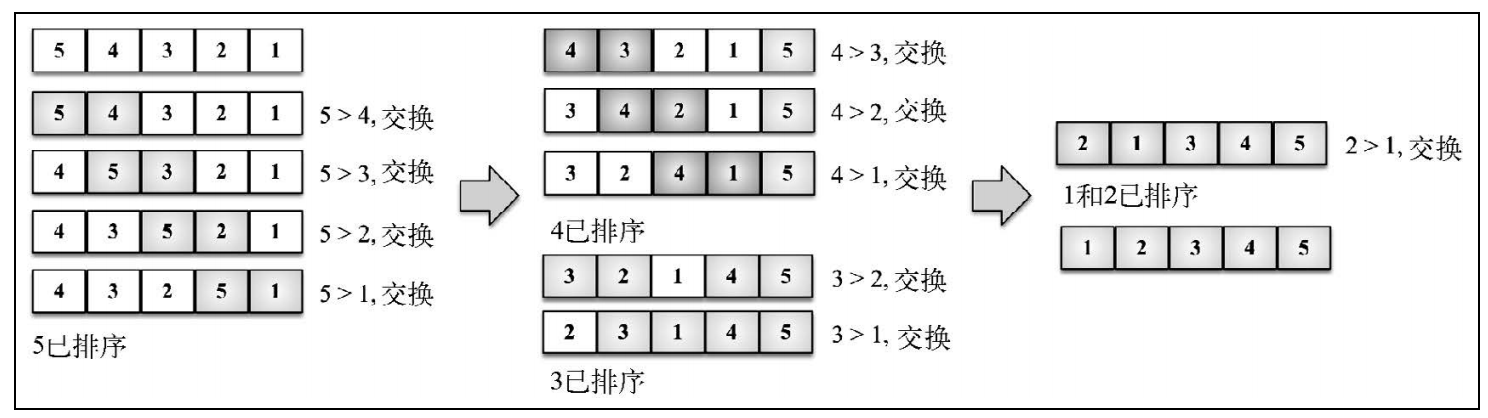 5 4 3 2 1
5 4 3 2 1 5 > 4, 交换
4 5 3 2 1 5 > 3, 交换
4 3 5 2 1 5 > 2, 交换
4 3 2 5 1 5 > 1, 交换
5已排序
4 3 2 1 5 4 > 3, 交换
3 4 2 1 5 4 > 2, 交换
3 2 4 1 5 4 > 1, 交换
4已排序
3 2 1 4 5 3 > 2, 交换
2 3 1 4 5 3 > 1, 交换
3已排序
2 1 3 4 5 2 > 1, 交换
1和2已排序
1 2 3 4 5